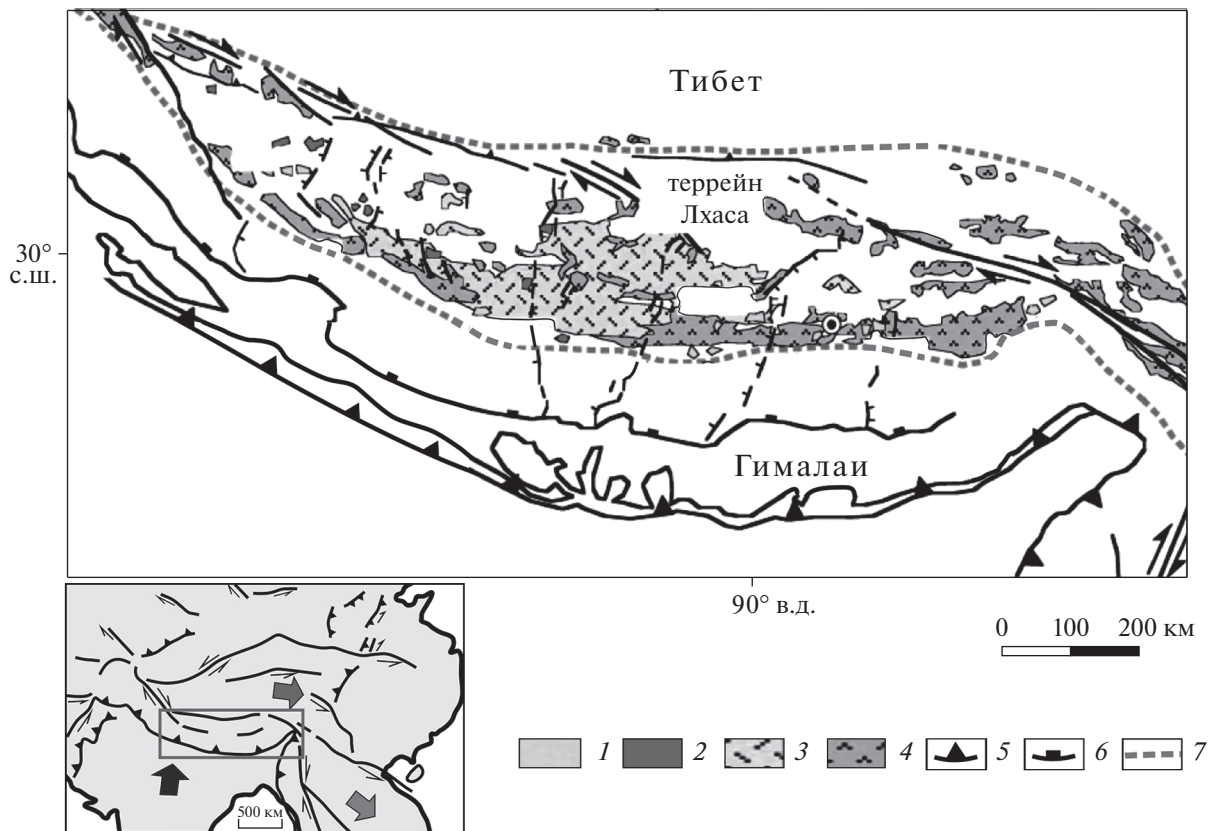 Тибет
террейн
Лхаса
30°
с.ш.
Гималаи
90° в.д.
0 100 200 км
500 км
1 2 3 4 5 6 7